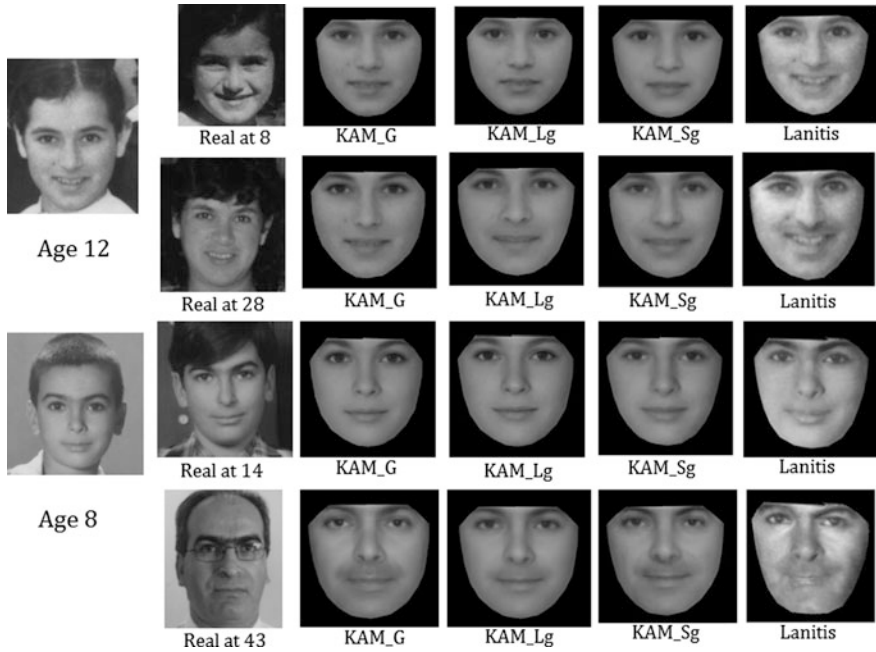 Real at 8 KAM_G KAM_Lg KAM_Sg Lanitis
Age 12
Real at 28 KAM_G KAM_Lg KAM_Sg Lanitis
Real at 14 KAM_G KAM_Lg KAM_Sg Lanitis
Age 8
Real at 43 KAM_G KAM_Lg KAM_Sg Lanitis